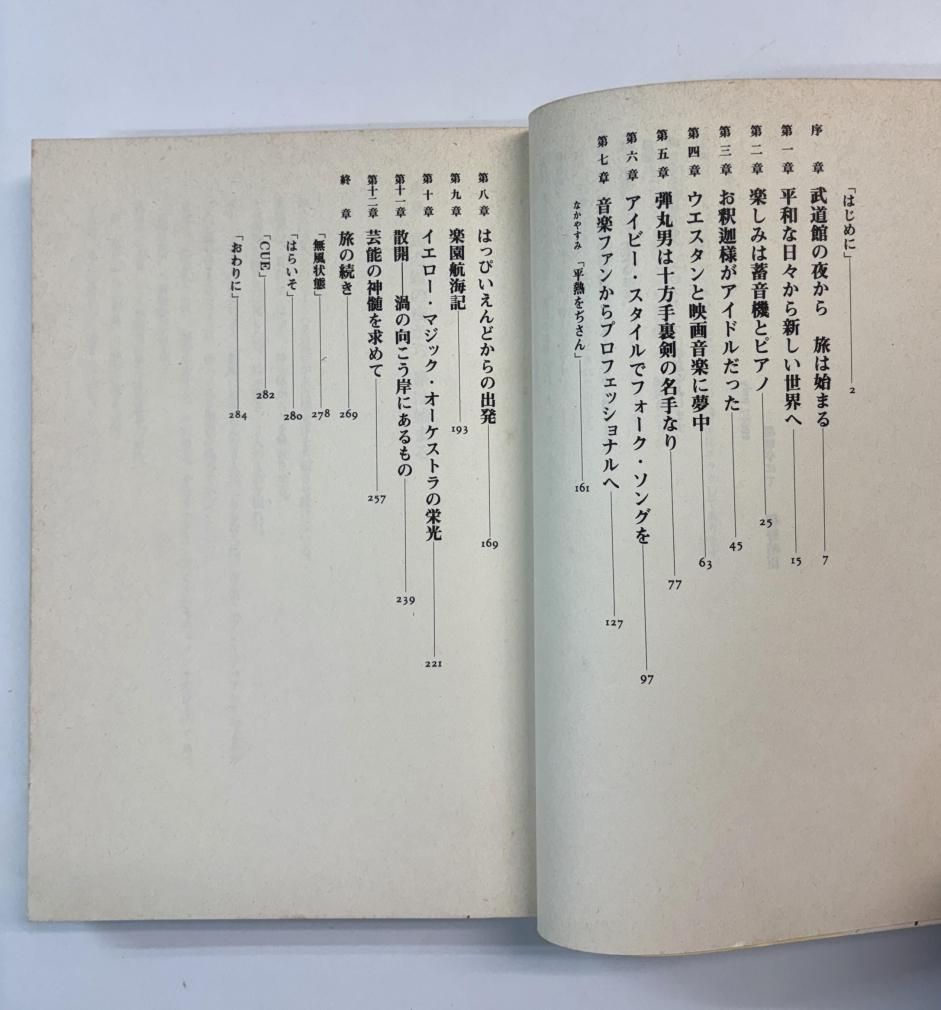 「はじめに」 2
序章 武道館の夜から 旅は始まる 7
第一章 平和な日々から新しい世界へ 15
第二章 楽しみは蓄音機とピアノ 25
第三章 お釈迦様がアイドルだった 45
第四章 ウエスタンと映画音楽に夢中 63
第五章 弾丸男は十方手裏剣の名手なり 77
第六章 アイビー・スタイルでフォーク・ソングを 97
第七章 音楽ファンからプロフェッショナルへ 127
なかやすみ 「平熱をぢさん」 161
第八章 はっぴいえんどからの出発 169
第九章 楽園航海記 193
第十章 イエロー・マジック・オーケストラの栄光 221
第十一章 散開——渦の向こう岸にあるもの 239
第十二章 芸能の神髄を求めて 257
終章 旅の続き 269
「無風状態」 278
「はらいそ」 280
「CUE」 282
「おわりに」 284